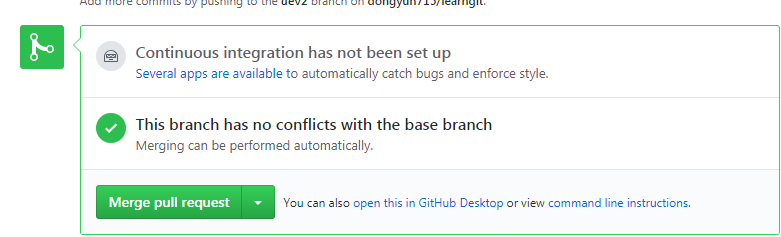 Add more commits by pushing to the dev2 branch on dongyun715/learngit.
Continuous integration has not been set up
Several apps are available to automatically catch bugs and enforce style.
This branch has no conflicts with the base branch
Merging can be performed automatically.
Merge pull request
You can also open this in GitHub Desktop or view command line instructions.